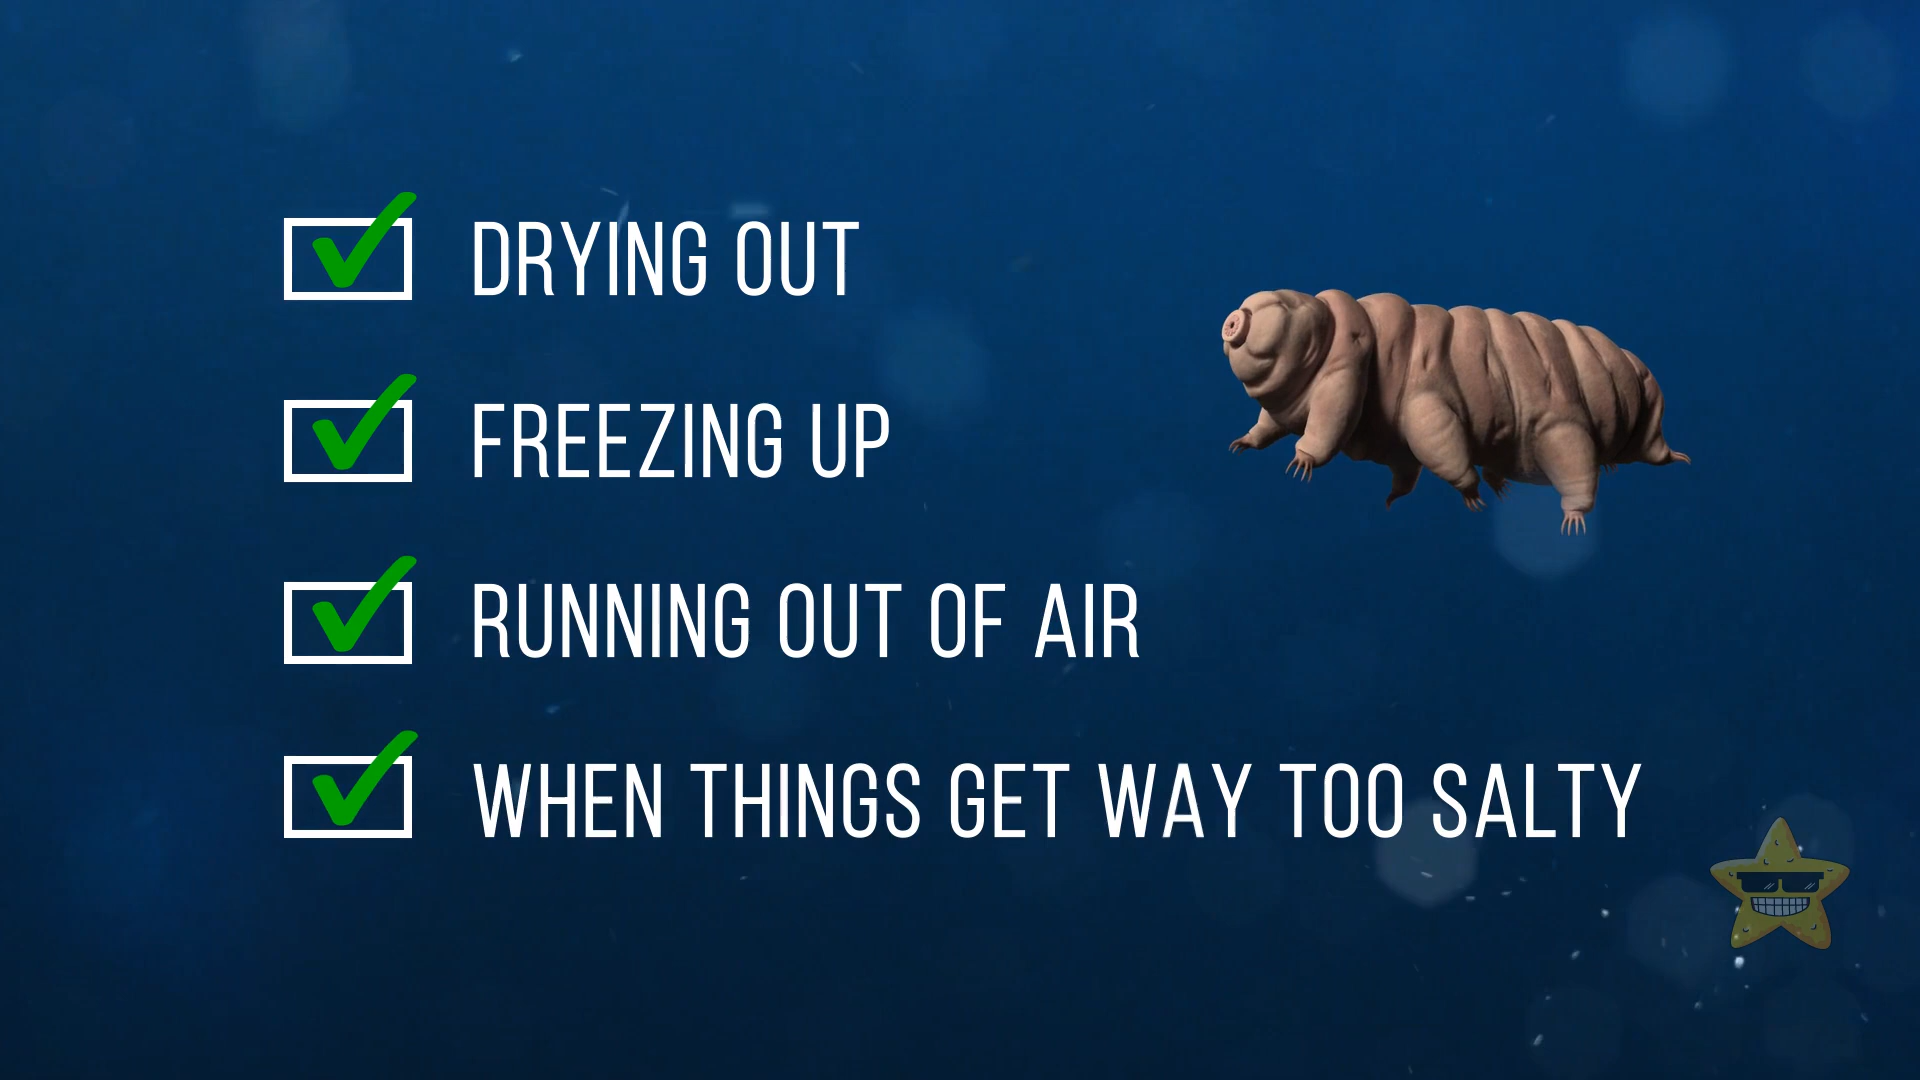 DRYING OUT
FREEZING UP
RUNNING OUT OF AIR
WHEN THINGS GET WAY TOO SALTY